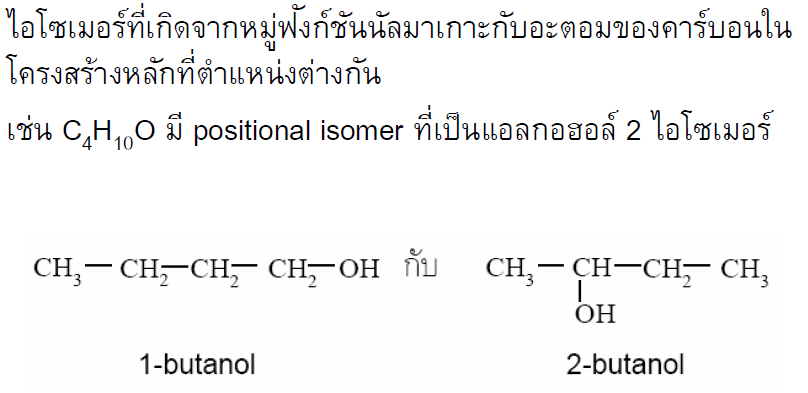 ไอโซเมอร์ที่เกิดจากหมู่ฟังก์ชันนัลมาเกาะกับอะตอมของคาร์บอนใน
โครงสร้างหลักที่ตำแหน่งต่างกัน
เช่น C₄H₁₀O มี positional isomer ที่เป็นแอลกอฮอล์ 2 ไอโซเมอร์
CH₃—CH₂—CH₂—CH₂—OH กับ CH₃—CH—CH₂—CH₃
OH
1-butanol 2-butanol